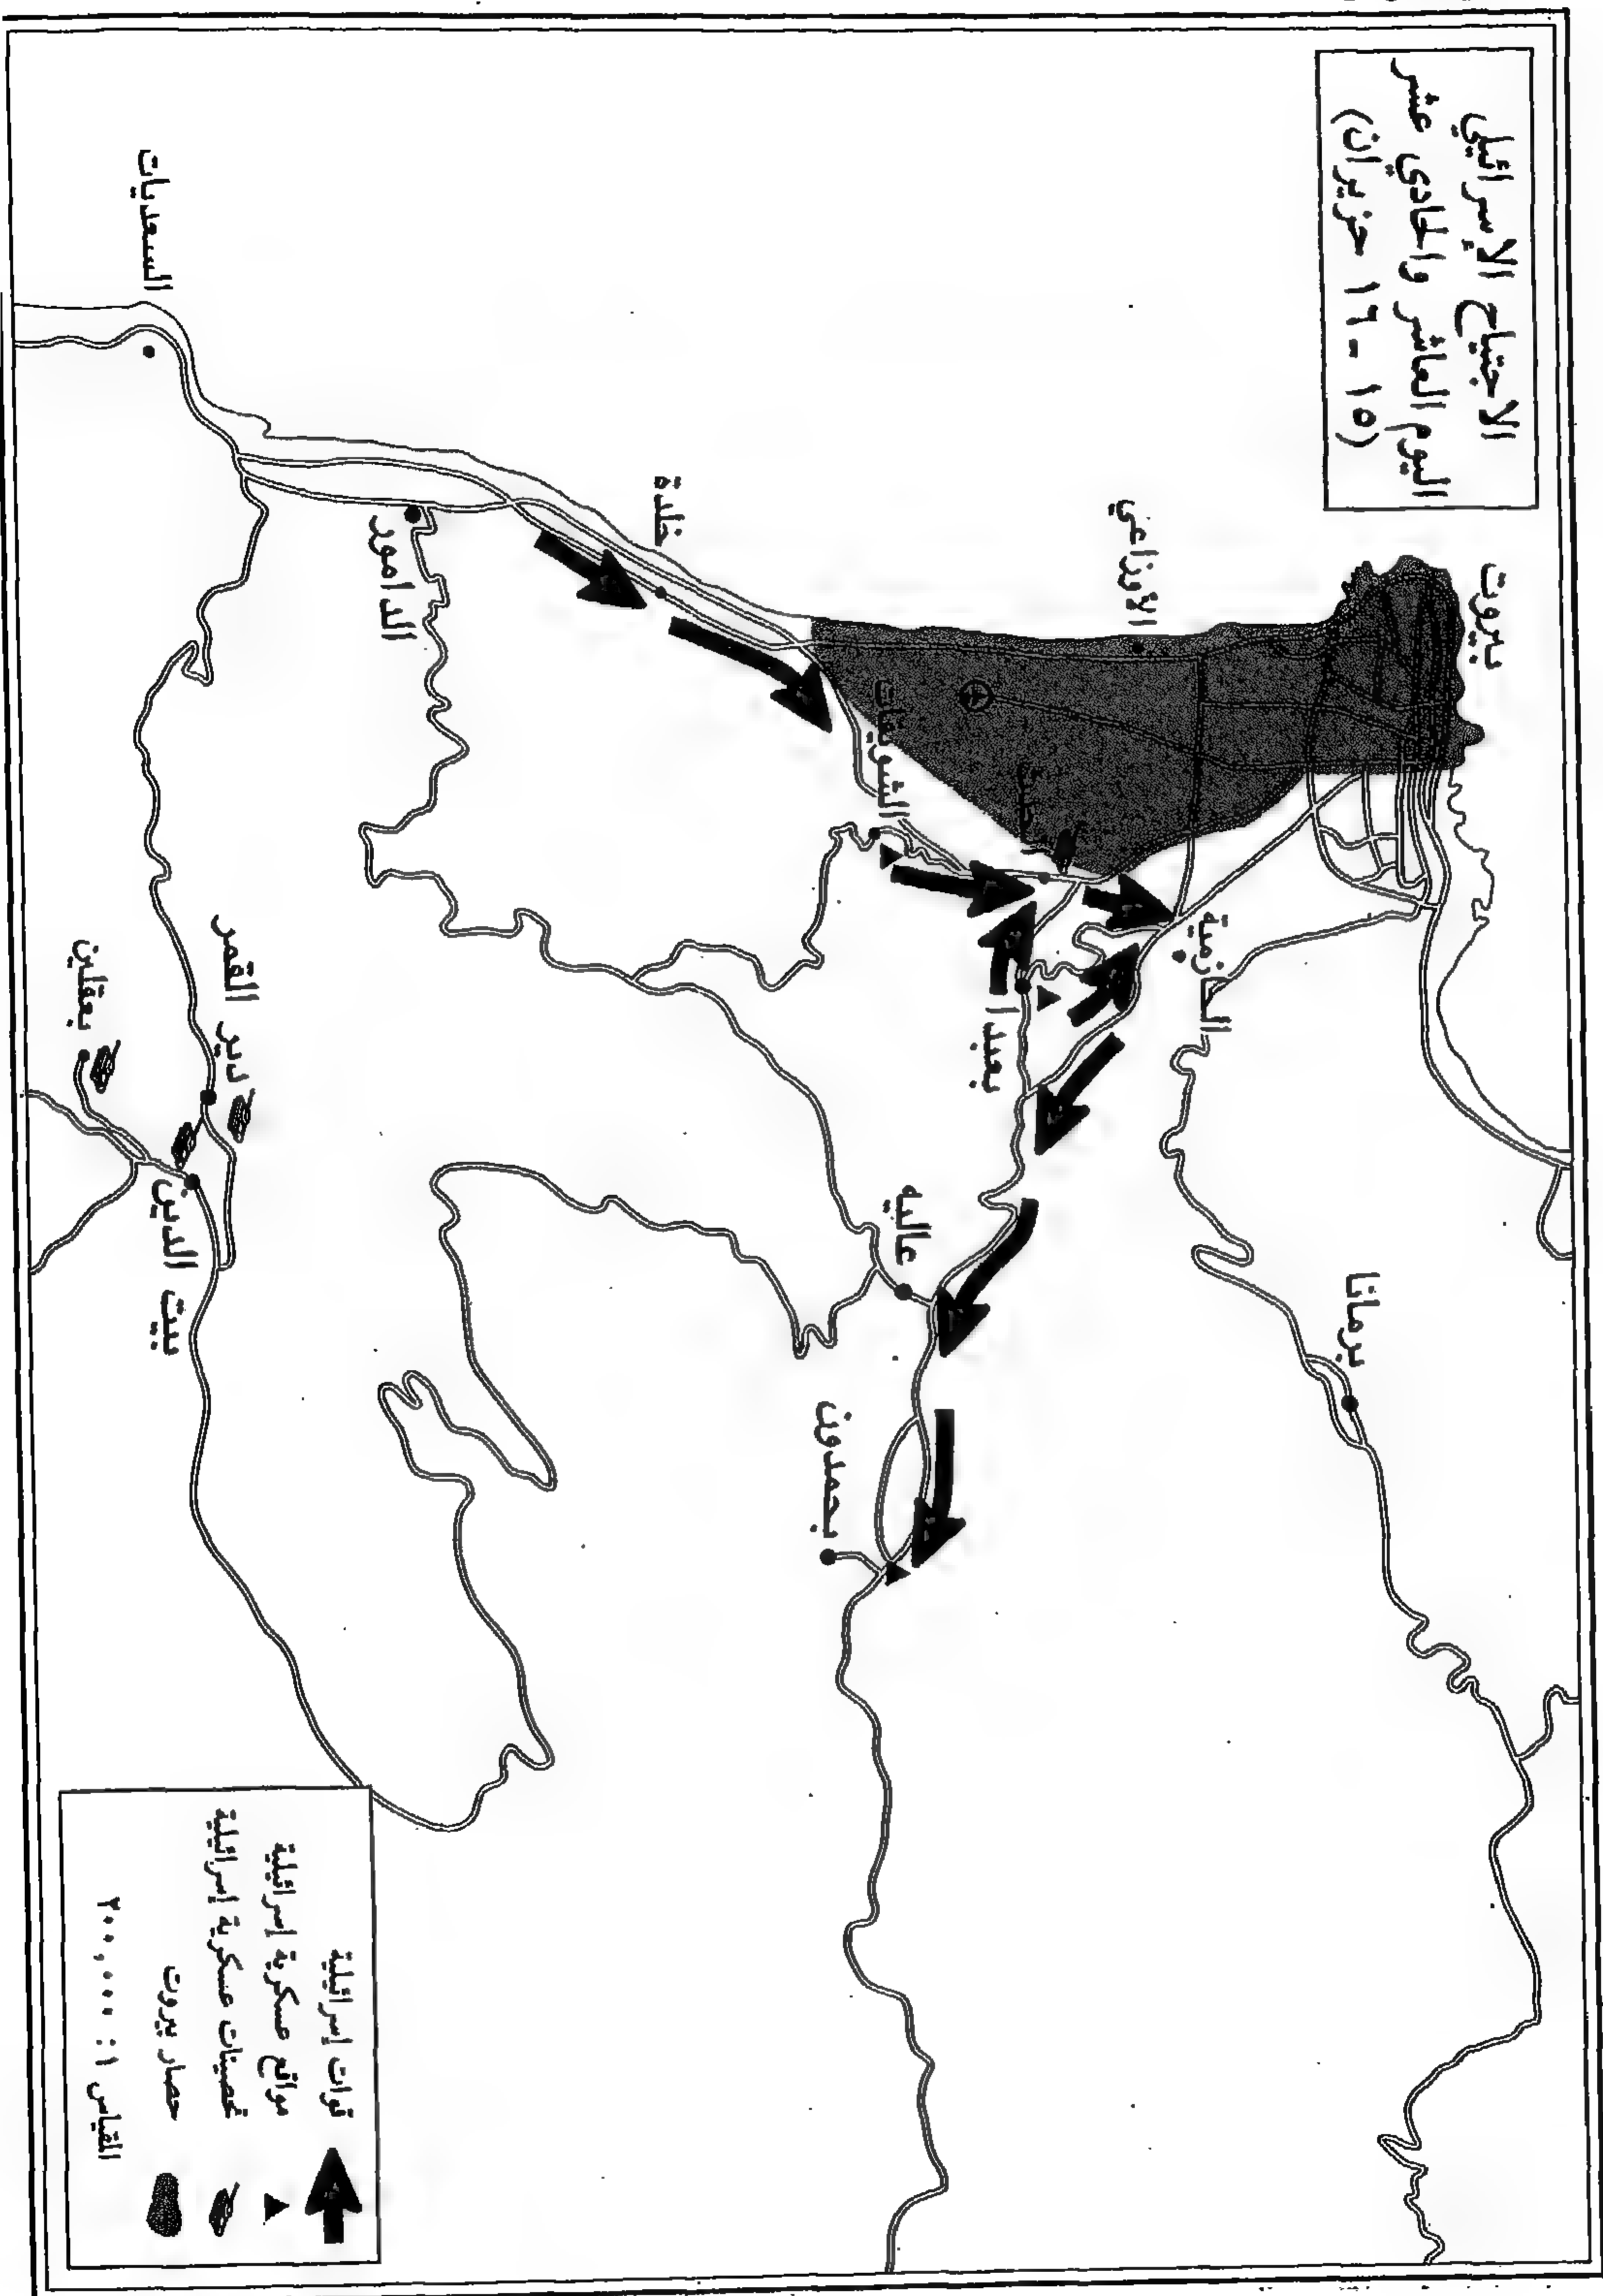 الاجتياح الإسرائيلي
اليوم العاشر والحادي عشر
(١٥ - ١٦ حزيران)
بيروت
برمانا
الحازمية
الأوزاعي
بعبدا
الشويفات
عاليه
بحمدون
خلدة
الدامور
دير القمر
السعديات
بيت الدين
بعقلين
قوات إسرائيلية
مواقع عسكرية إسرائيلية
تحصينات عسكرية إسرائيلية
حصار بيروت
القياس ١: ٢٠٠,٠٠٠